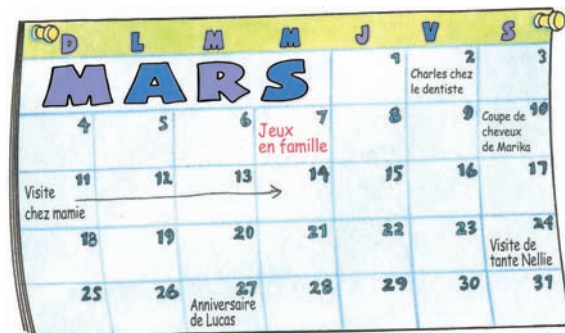 D L M M J V S
MARS
1 2 3
Charles chez
le dentiste
4 5 6 7 8 9 10
Jeux
en famille
Coupe de
cheveux
de Marika
11 12 13 14 15 16 17
Visite
chez mamie
18 19 20 21 22 23 24
Visite de
tante Nellie
25 26 27 28 29 30 31
Anniversaire
de Lucas